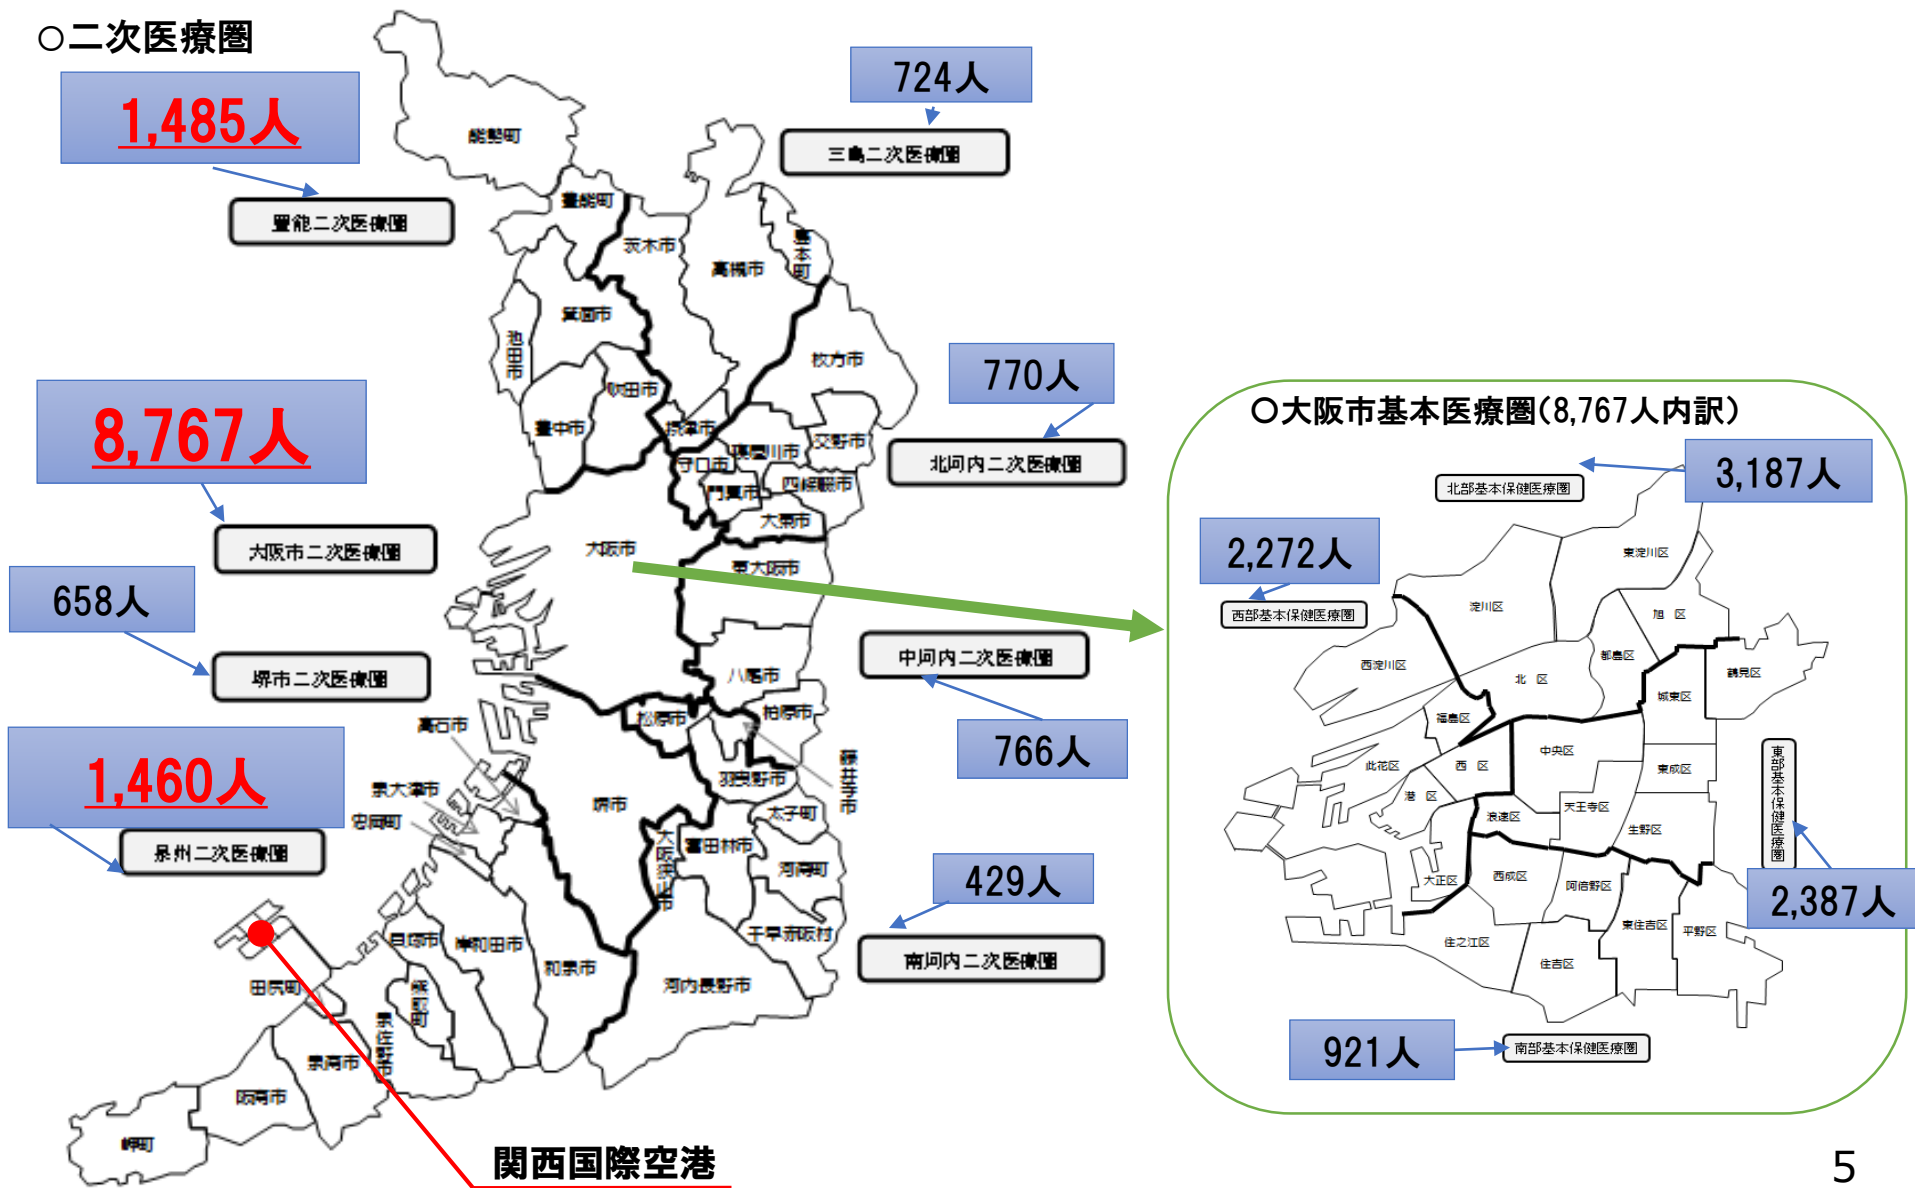 ○二次医療圏
1,485人
豊能二次医療圏
724人
三島二次医療圏
8,767人
大阪市二次医療圏
770人
北河内二次医療圏
658人
堺市二次医療圏
中河内二次医療圏
766人
1,460人
泉州二次医療圏
429人
南河内二次医療圏
能勢町
豊能町
茨木市
高槻市
島本町
箕面市
池田市
吹田市
豊中市
摂津市
枚方市
交野市
寝屋川市
守口市
門真市
四條畷市
大東市
大阪市
東大阪市
八尾市
柏原市
松原市
藤井寺市
羽曳野市
高石市
泉大津市
忠岡町
堺市
大阪狭山市
富田林市
太子町
河南町
千早赤阪村
河内長野市
和泉市
岸和田市
貝塚市
熊取町
泉佐野市
田尻町
泉南市
阪南市
岬町
関西国際空港
○大阪市基本医療圏(8,767人内訳)
3,187人
北部基本保健医療圏
2,272人
西部基本保健医療圏
東淀川区
淀川区
旭 区
西淀川区
都島区
鶴見区
北 区
城東区
福島区
中央区
此花区
西 区
東成区
港 区
浪速区
天王寺区
生野区
大正区
西成区
阿倍野区
東住吉区
平野区
住之江区
住吉区
東部基本保健医療圏
2,387人
921人
南部基本保健医療圏
5